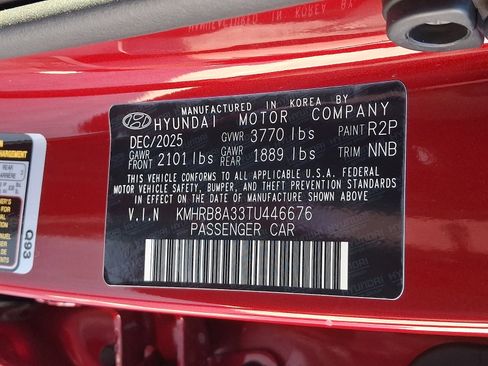 MANUFACTURED IN KOREA BY
HYUNDAI MOTOR COMPANY
DEC/2025 GVWR 3770 lbs PAINT R2P
GAWR FRT 2101 lbs GAWR REAR 1889 lbs TRIM NNB
THIS VEHICLE CONFORMS TO ALL APPLICABLE U.S.A. FEDERAL
MOTOR VEHICLE SAFETY, BUMPER, AND THEFT PREVENTION STANDARDS
IN EFFECT ON THE DATE OF MANUFACTURE SHOWN ABOVE
V.I.N KMHRB8A33TU446676
PASSENGER CAR
C93